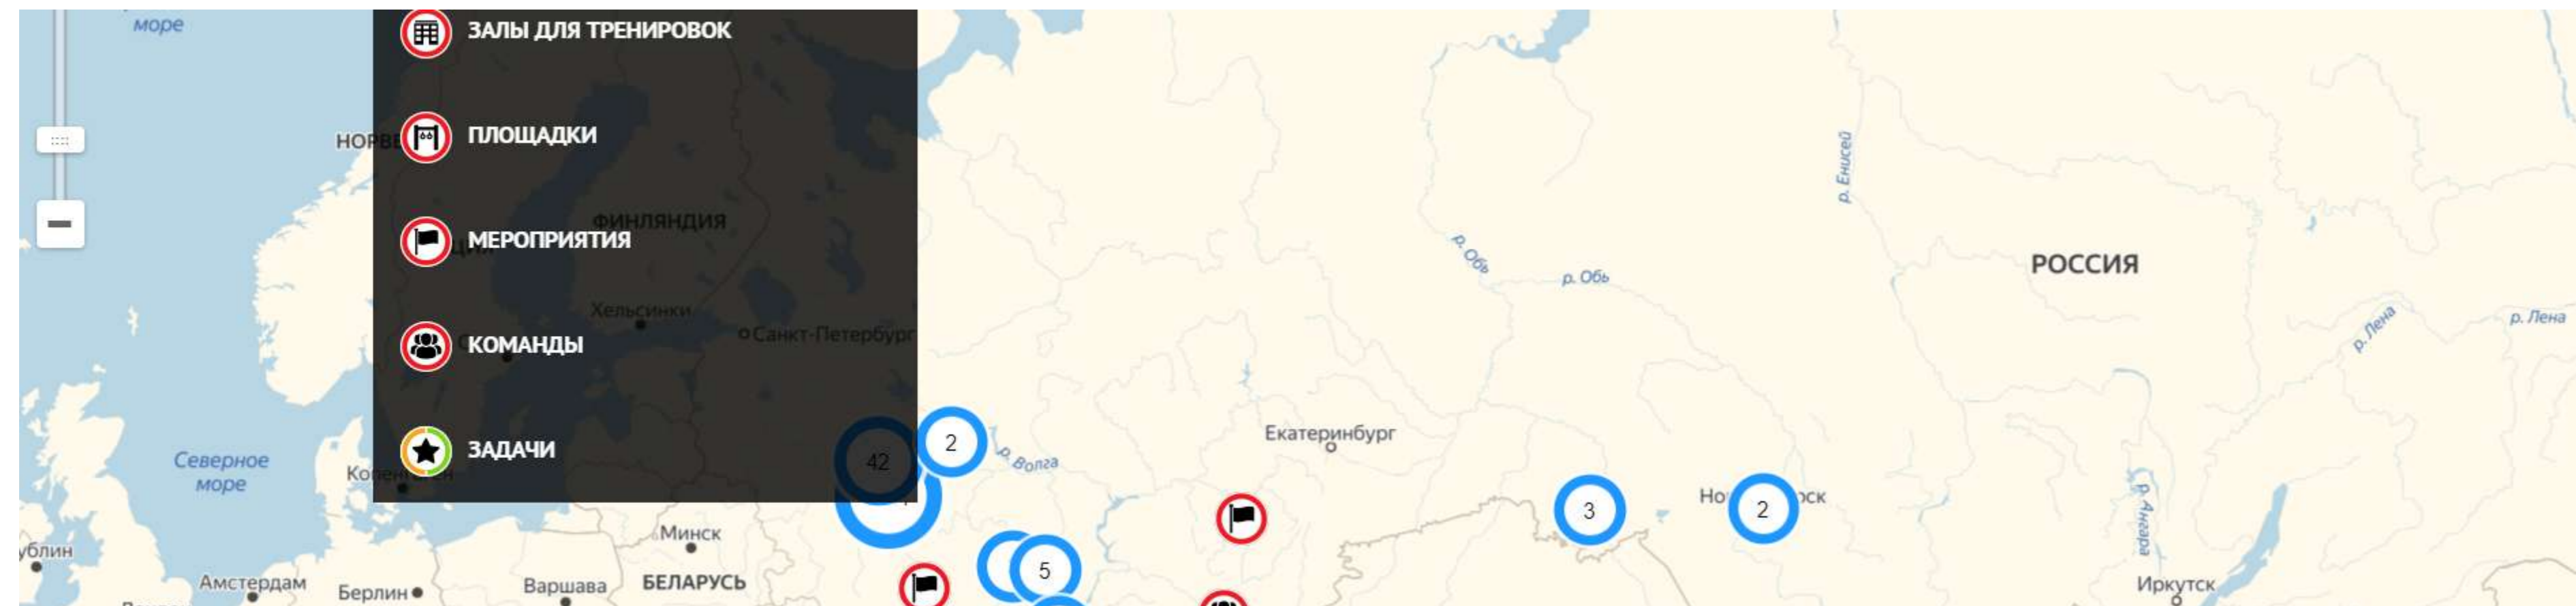 море
ЗАЛЫ ДЛЯ ТРЕНИРОВОК
ПЛОЩАДКИ
р. Енисей
МЕРОПРИЯТИЯ
ФИНЛЯНДИЯ
р. Обь
р. Обь
РОССИЯ
Хельсинки
Санкт-Петербург
р. Лена
р. Лена
КОМАНДЫ
Екатеринбург
ЗАДАЧИ
42
2
р. Волга
Северное
море
3
2
р. Ангара
Минск
5
Амстердам
Берлин
Варшава
БЕЛАРУСЬ
Иркутск